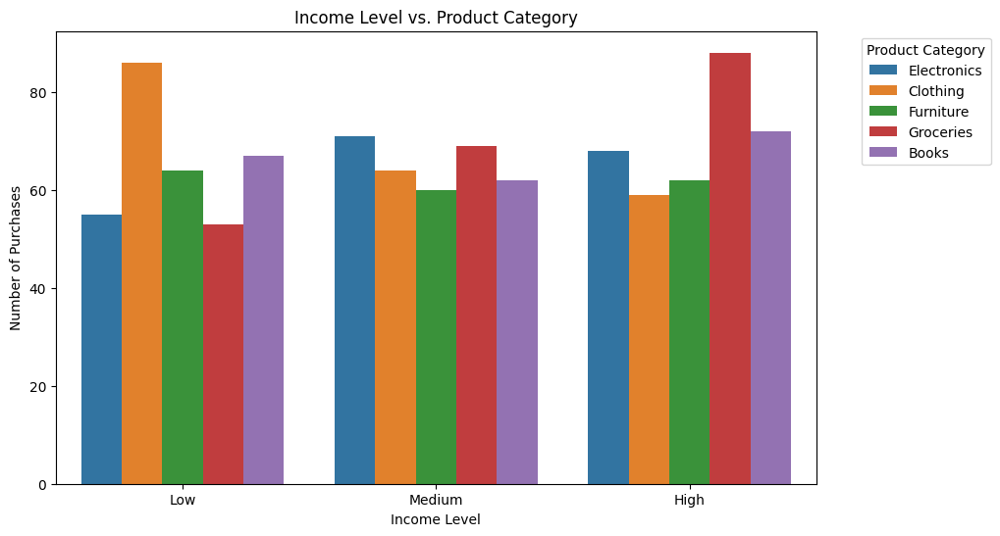 Income Level vs. Product Category
Product Category
Electronics
Clothing
Furniture
Groceries
Books
Number of Purchases
80
60
40
20
0
Low
Medium
High
Income Level